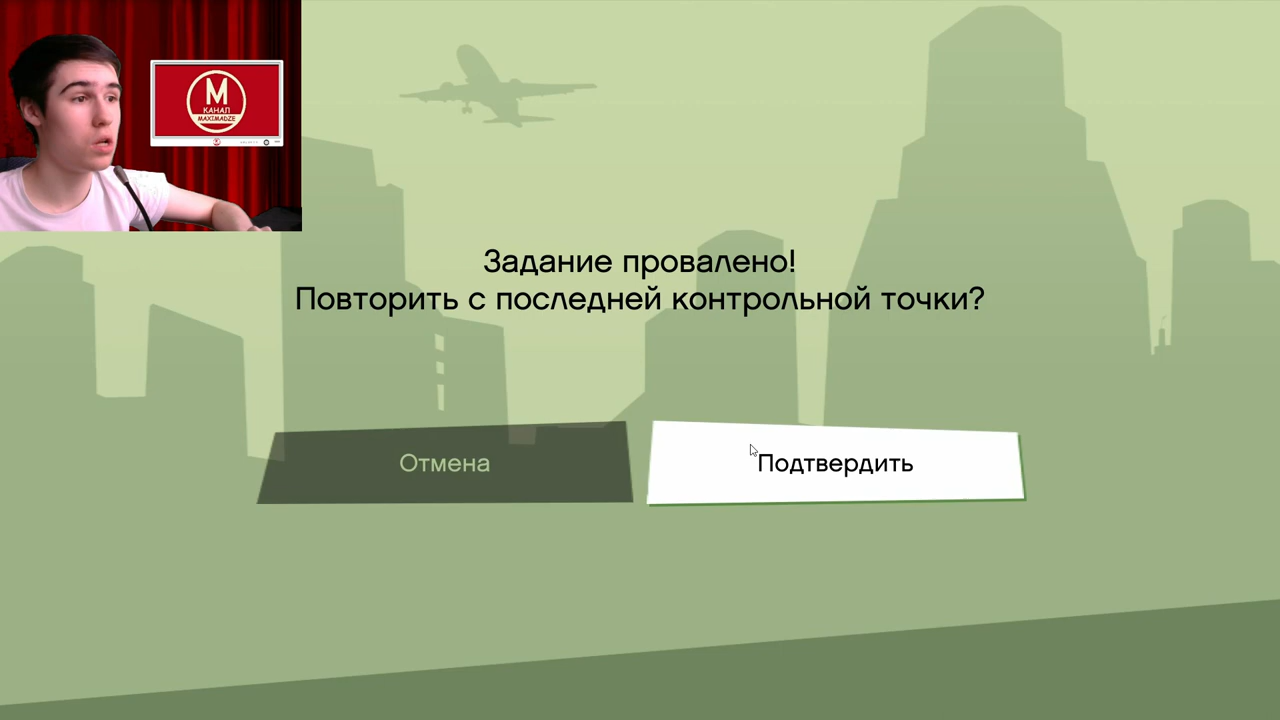 М
КАНАЛ
MAXIMADZE
Задание провалено!
Повторить с последней контрольной точки?
Отмена
Подтвердить